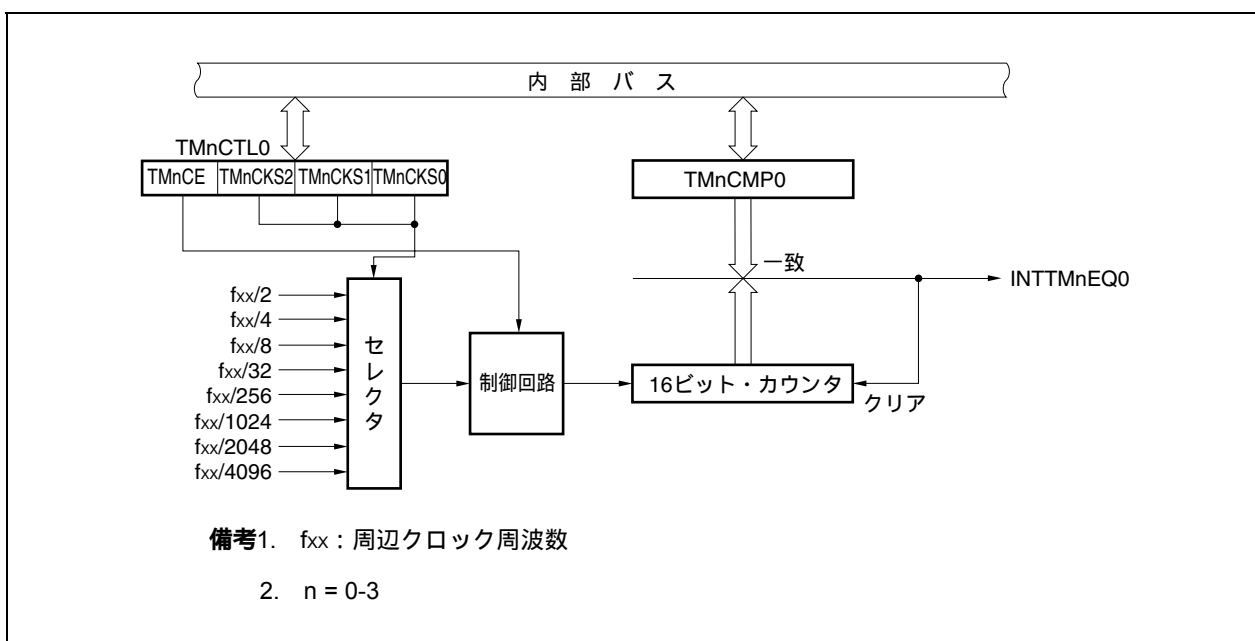 内 部 バ ス
TMnCTL0
TMnCE TMnCKS2 TMnCKS1 TMnCKS0
TMnCMP0
一致
INTTMnEQ0
fxx/2
fxx/4
fxx/8
fxx/32
fxx/256
fxx/1024
fxx/2048
fxx/4096
セレクタ
制御回路
16ビット・カウンタ
クリア
備考1. fxx：周辺クロック周波数
2. n = 0-3